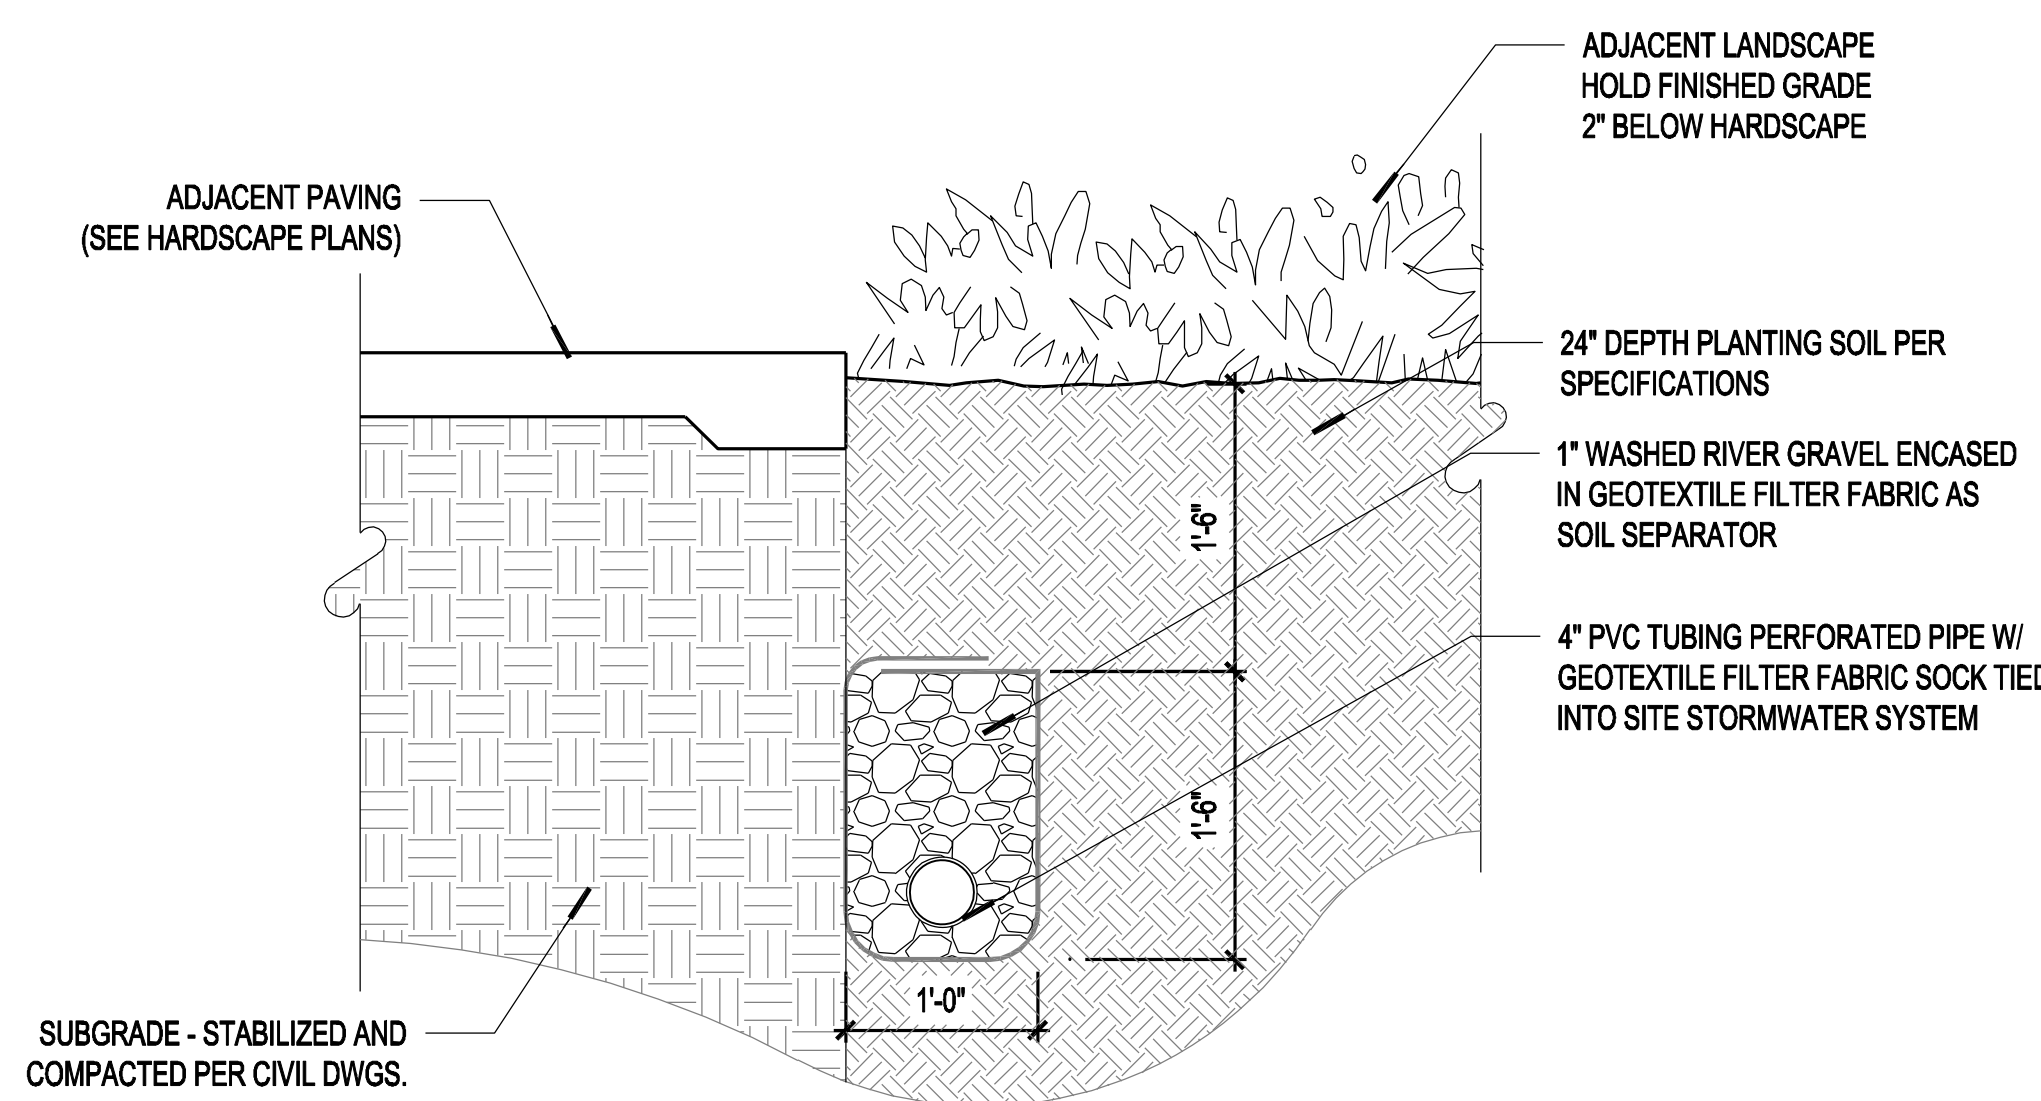 ADJACENT LANDSCAPE
HOLD FINISHED GRADE
2" BELOW HARDSCAPE
ADJACENT PAVING
(SEE HARDSCAPE PLANS)
24" DEPTH PLANTING SOIL PER
SPECIFICATIONS
1" WASHED RIVER GRAVEL ENCASED
IN GEOTEXTILE FILTER FABRIC AS
SOIL SEPARATOR
1'-6"
4" PVC TUBING PERFORATED PIPE W/
GEOTEXTILE FILTER FABRIC SOCK TIED
INTO SITE STORMWATER SYSTEM
1'-6"
1'-0"
SUBGRADE - STABILIZED AND
COMPACTED PER CIVIL DWGS.